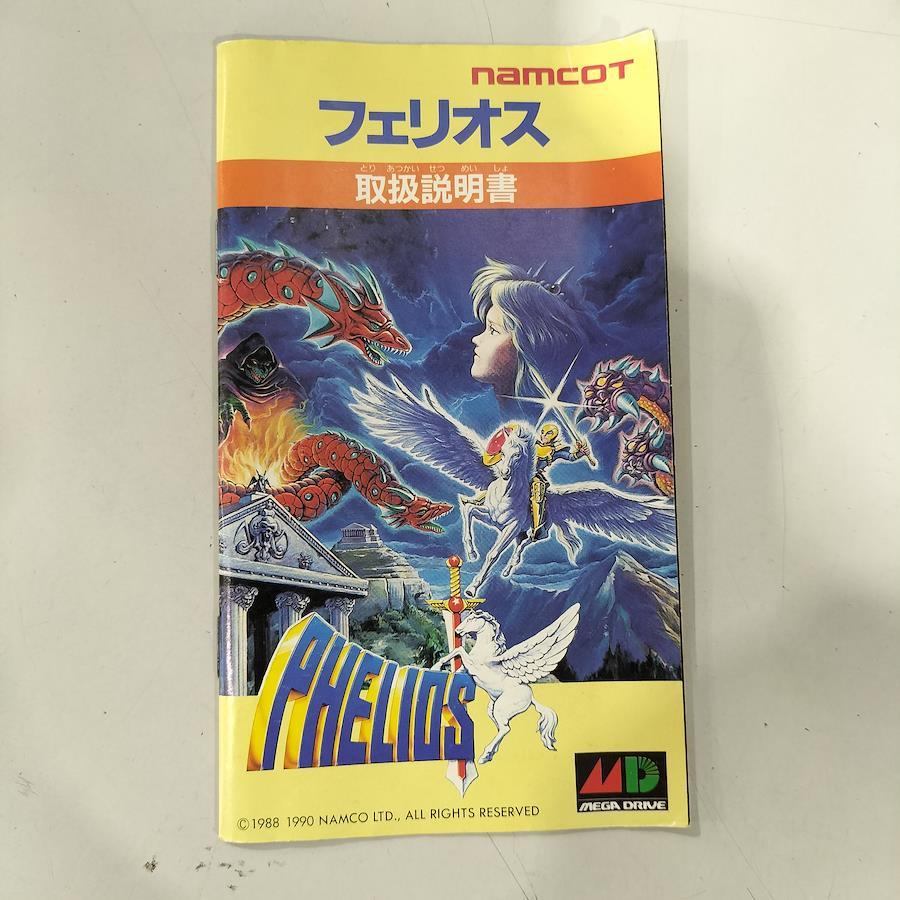 namcoT
フェリオス
とり あつかい せつ めい しょ
取扱説明書
PHELIOS
MD
MEGA DRIVE
©1988 1990 NAMCO LTD., ALL RIGHTS RESERVED